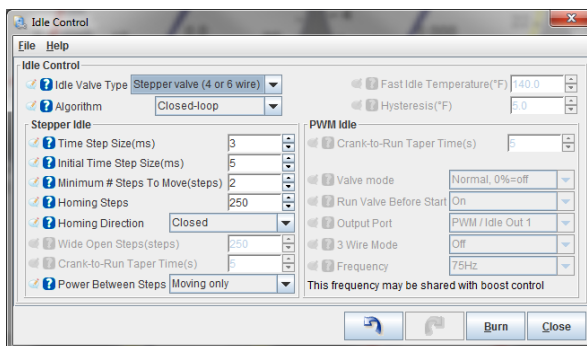 Idle Control
File Help
Idle Control
Idle Valve Type Stepper valve (4 or 6 wire)
Algorithm Closed-loop
Fast Idle Temperature(°F) 140.0
Hysteresis(°F) 5.0
Stepper Idle
Time Step Size(ms) 3
Initial Time Step Size(ms) 5
Minimum # Steps To Move(steps) 2
Homing Steps 250
Homing Direction Closed
Wide Open Steps(steps) 250
Crank-to-Run Taper Time(s) 5
Power Between Steps Moving only
PWM Idle
Crank-to-Run Taper Time(s) 5
Valve mode Normal, 0%=off
Run Valve Before Start On
Output Port PWM / Idle Out 1
3 Wire Mode Off
Frequency 75Hz
This frequency may be shared with boost control
Burn Close